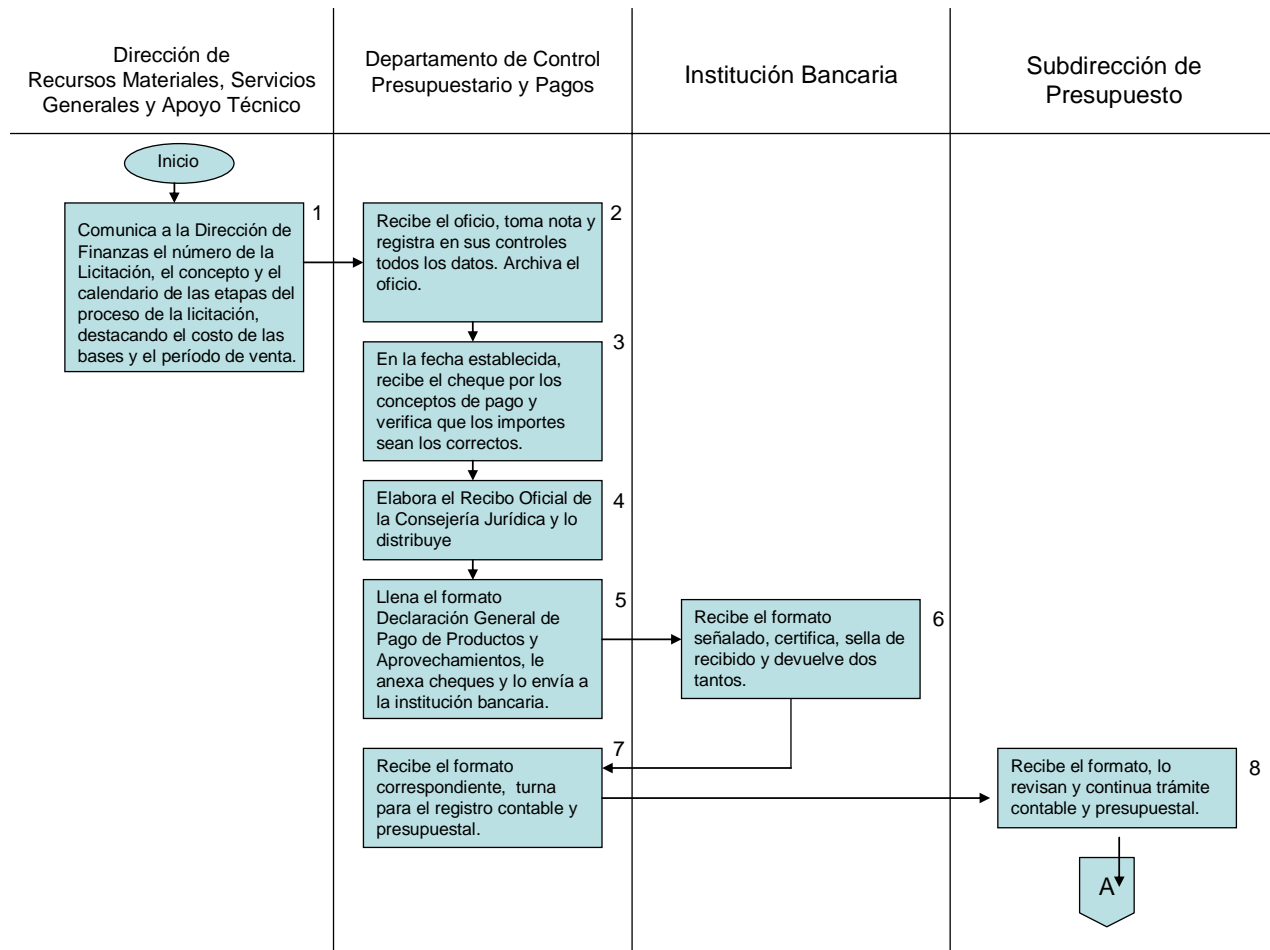 Dirección de
Recursos Materiales, Servicios
Generales y Apoyo Técnico
Departamento de Control
Presupuestario y Pagos
Institución Bancaria
Subdirección de
Presupuesto
Inicio
1
Comunica a la Dirección de
Finanzas el número de la
Licitación, el concepto y el
calendario de las etapas del
proceso de la licitación,
destacando el costo de las
bases y el período de venta.
2
Recibe el oficio, toma nota y
registra en sus controles
todos los datos. Archiva el
oficio.
3
En la fecha establecida,
recibe el cheque por los
conceptos de pago y
verifica que los importes
sean los correctos.
4
Elabora el Recibo Oficial de
la Consejería Jurídica y lo
distribuye
5
Llena el formato
Declaración General de
Pago de Productos y
Aprovechamientos, le
anexa cheques y lo envía a
la institución bancaria.
6
Recibe el formato
señalado, certifica, sella de
recibido y devuelve dos
tantos.
7
Recibe el formato
correspondiente, turna
para el registro contable y
presupuestal.
8
Recibe el formato, lo
revisan y continua trámite
contable y presupuestal.
A